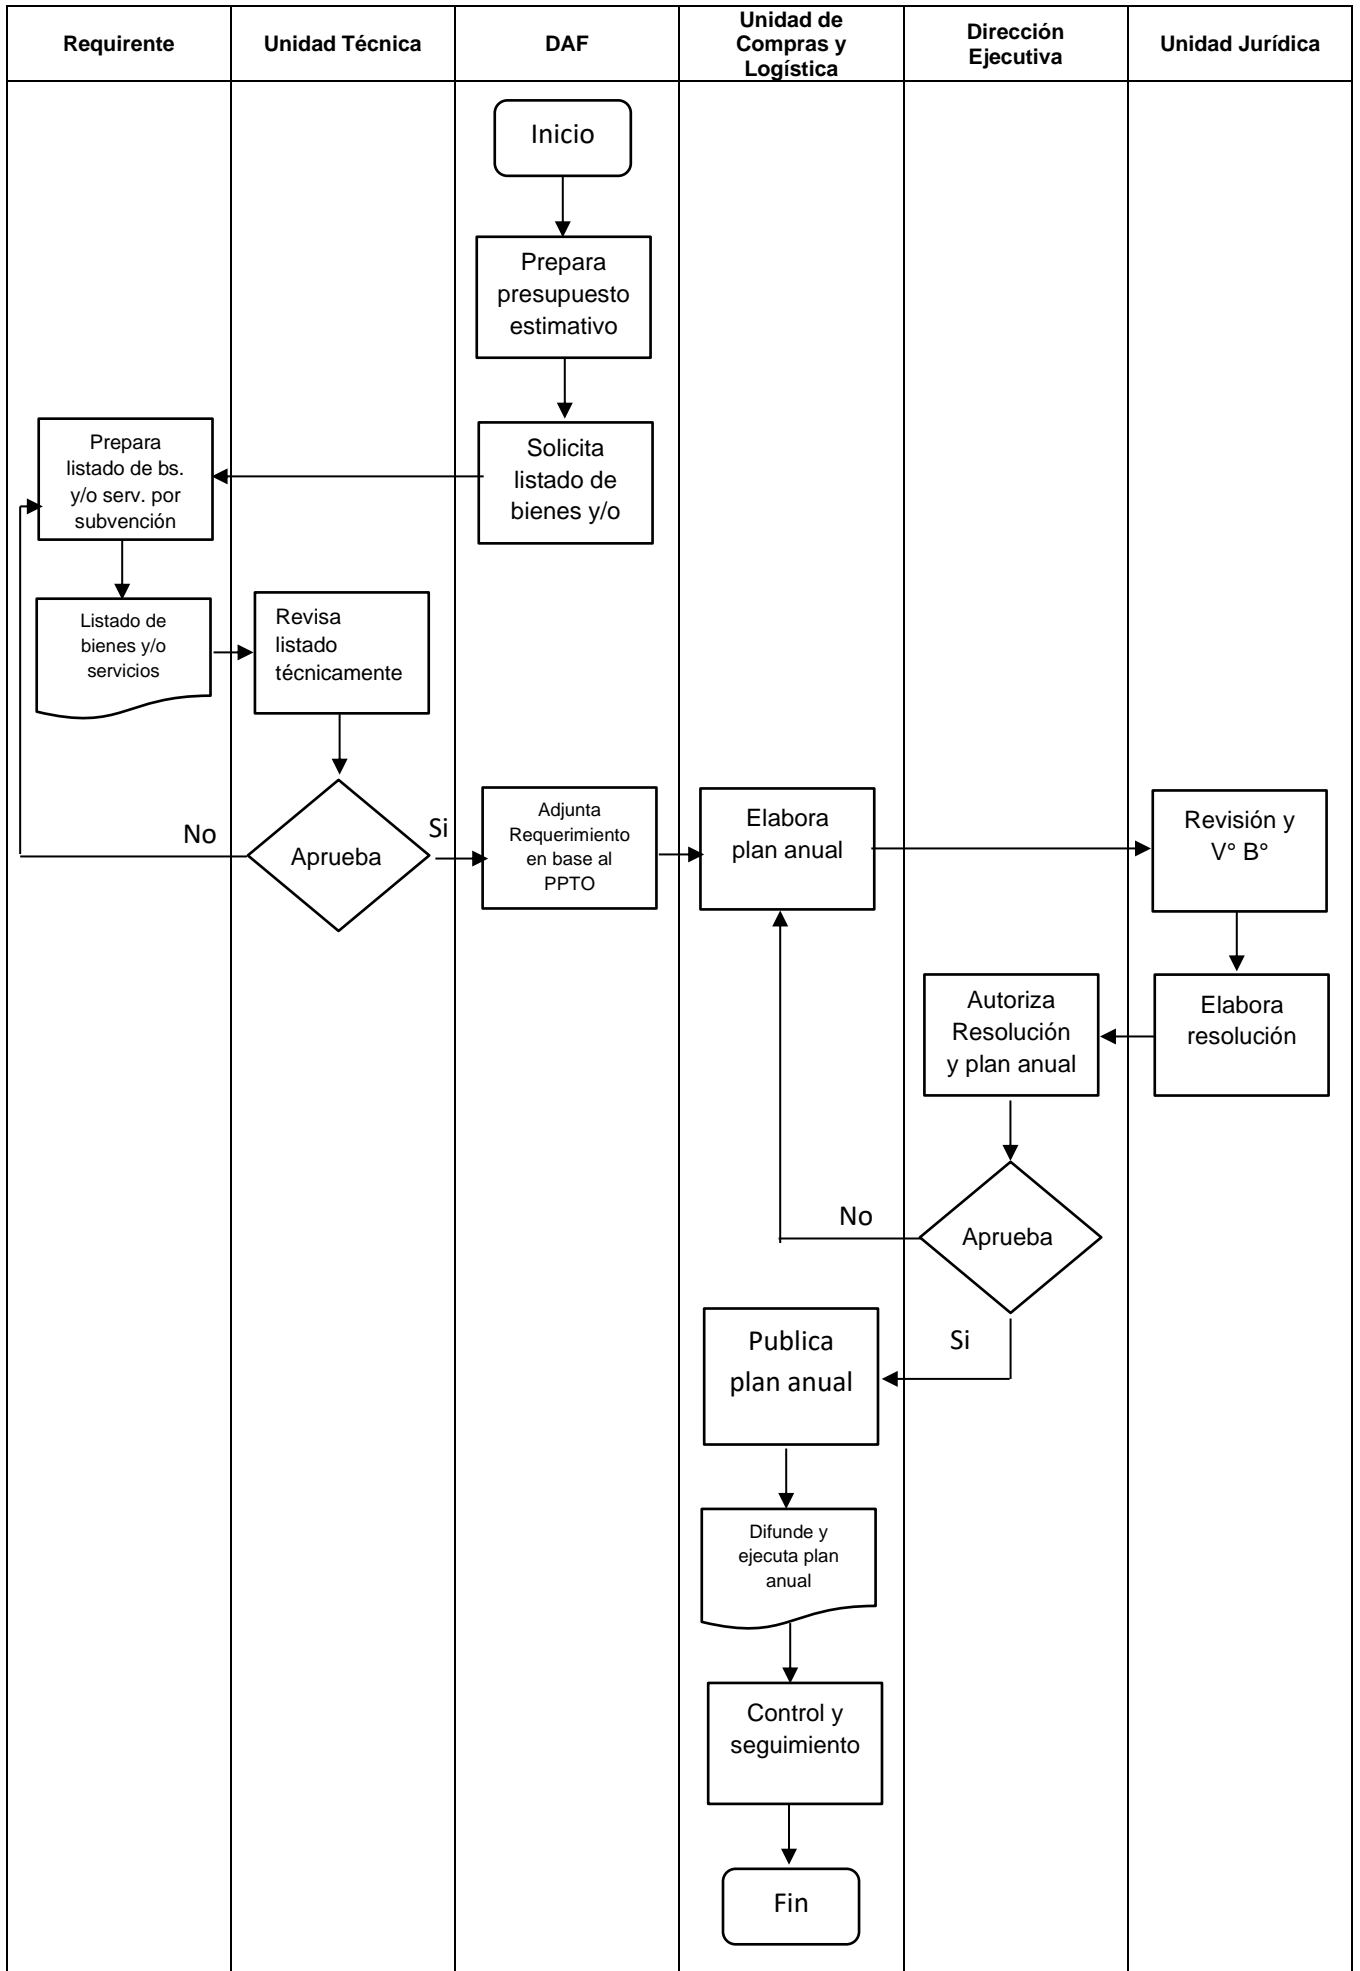 Requirente
Unidad Técnica
DAF
Unidad de
Compras y
Logística
Dirección
Ejecutiva
Unidad Jurídica
Inicio
Prepara
presupuesto
estimativo
Solicita
listado de
bienes y/o
Prepara
listado de bs.
y/o serv. por
subvención
Listado de
bienes y/o
servicios
Revisa
listado
técnicamente
Aprueba
No
Si
Adjunta
Requerimiento
en base al
PPTO
Elabora
plan anual
Revisión y
V° B°
Elabora
resolución
Autoriza
Resolución
y plan anual
Aprueba
No
Si
Publica
plan anual
Difunde y
ejecuta plan
anual
Control y
seguimiento
Fin